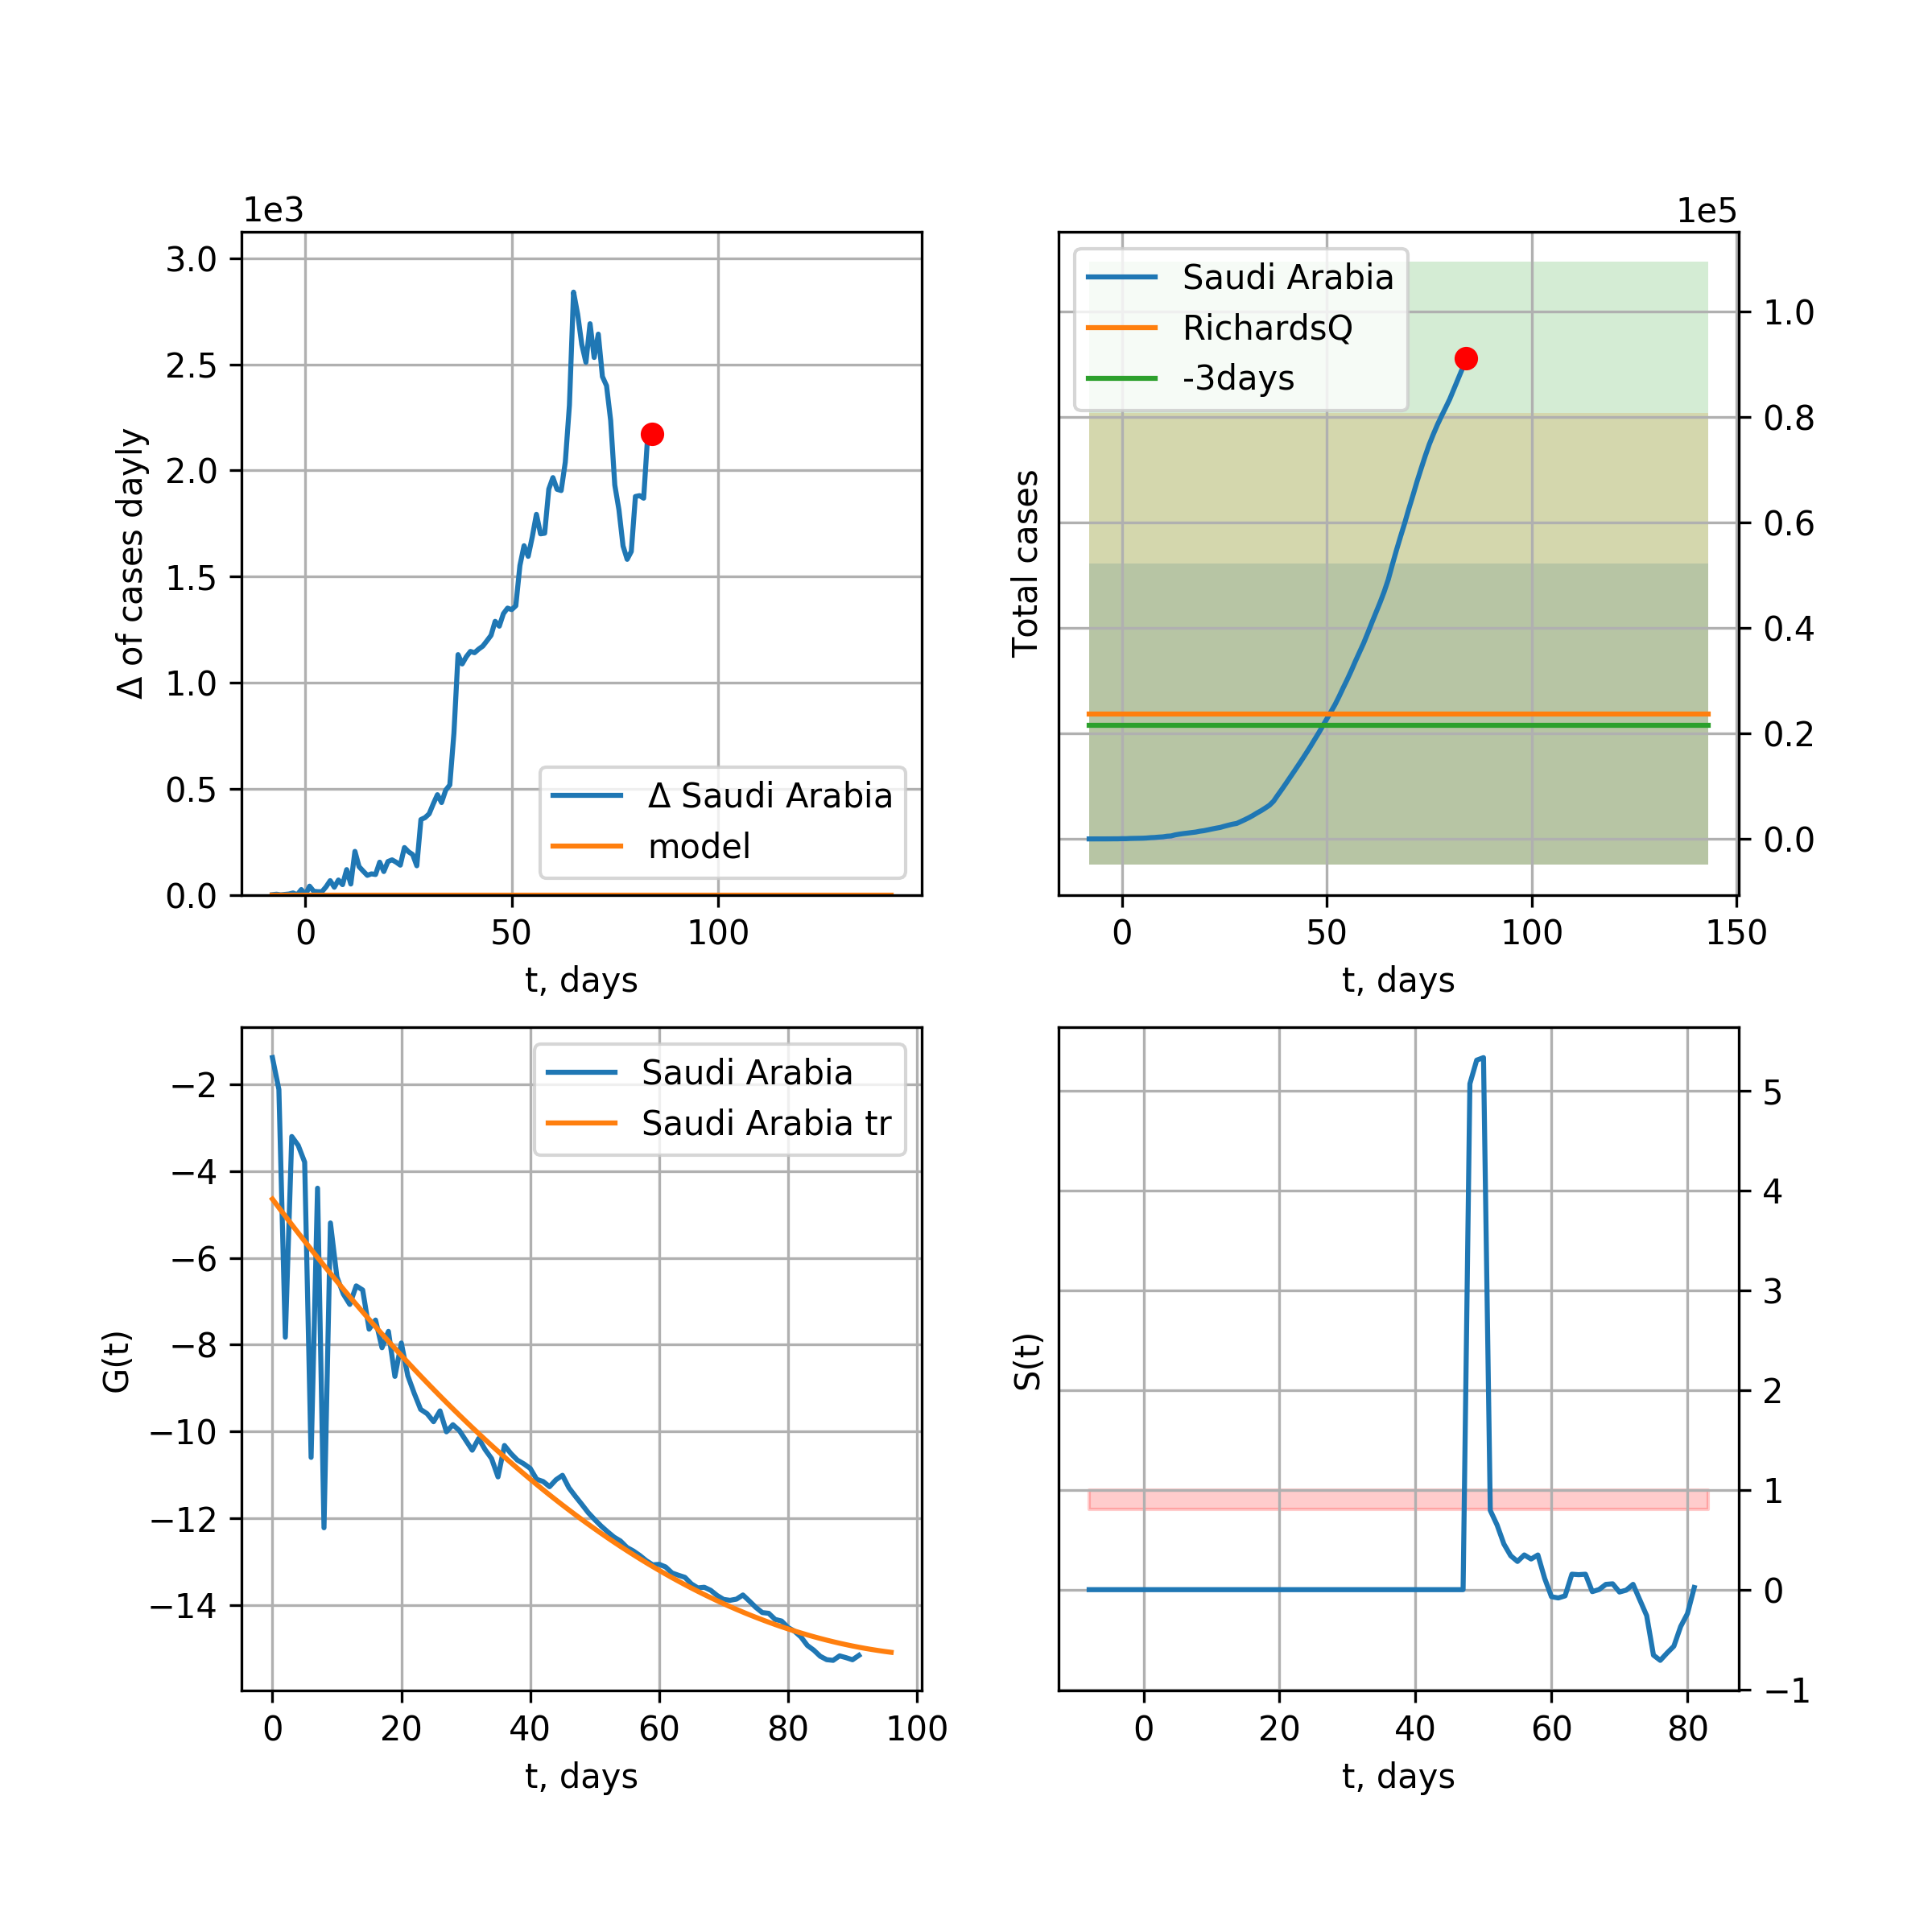 1e3
3.0
2.5
2.0
1.5
1.0
0.5
0.0
Δ of cases dayly
Δ Saudi Arabia
model
0 50 100
t, days
1e5
Saudi Arabia
RichardsQ
-3days
Total cases
1.0
0.8
0.6
0.4
0.2
0.0
0 50 100 150
t, days
Saudi Arabia
Saudi Arabia tr
−2
−4
−6
−8
−10
−12
−14
G(t)
0 20 40 60 80 100
t, days
S(t)
5
4
3
2
1
0
−1
0 20 40 60 80
t, days